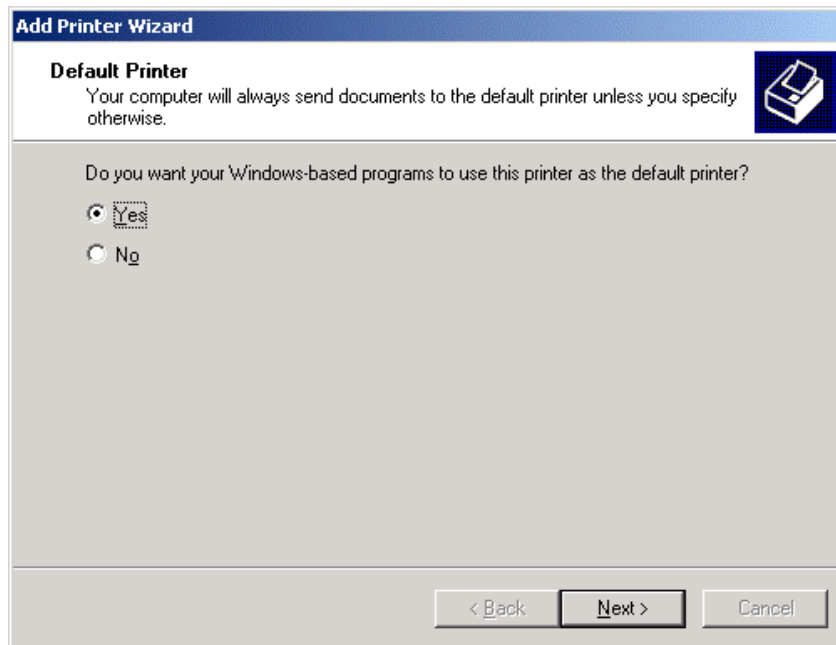 Add Printer Wizard
Default Printer
Your computer will always send documents to the default printer unless you specify
otherwise.
Do you want your Windows-based programs to use this printer as the default printer?
Yes
No
< Back
Next >
Cancel